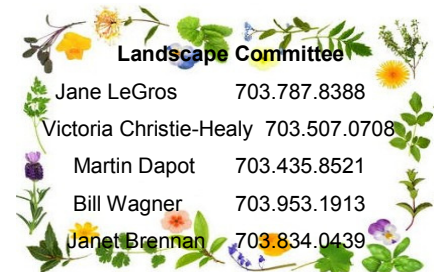 Landscape Committee
Jane LeGros 703.787.8388
Victoria Christie-Healy 703.507.0708
Martin Dapot 703.435.8521
Bill Wagner 703.953.1913
Janet Brennan 703.834.0439